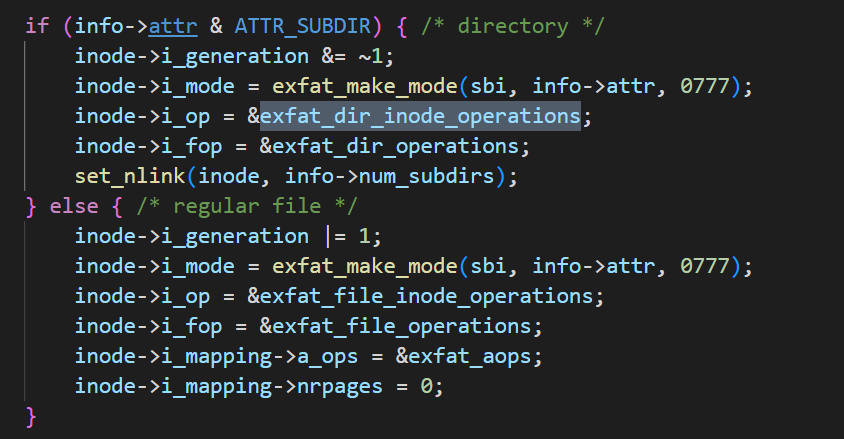 if (info->attr & ATTR_SUBDIR) { /* directory */
    inode->i_generation &= ~1;
    inode->i_mode = exfat_make_mode(sbi, info->attr, 0777);
    inode->i_op = &exfat_dir_inode_operations;
    inode->i_fop = &exfat_dir_operations;
    set_nlink(inode, info->num_subdirs);
} else { /* regular file */
    inode->i_generation |= 1;
    inode->i_mode = exfat_make_mode(sbi, info->attr, 0777);
    inode->i_op = &exfat_file_inode_operations;
    inode->i_fop = &exfat_file_operations;
    inode->i_mapping->a_ops = &exfat_aops;
    inode->i_mapping->nrpages = 0;
}